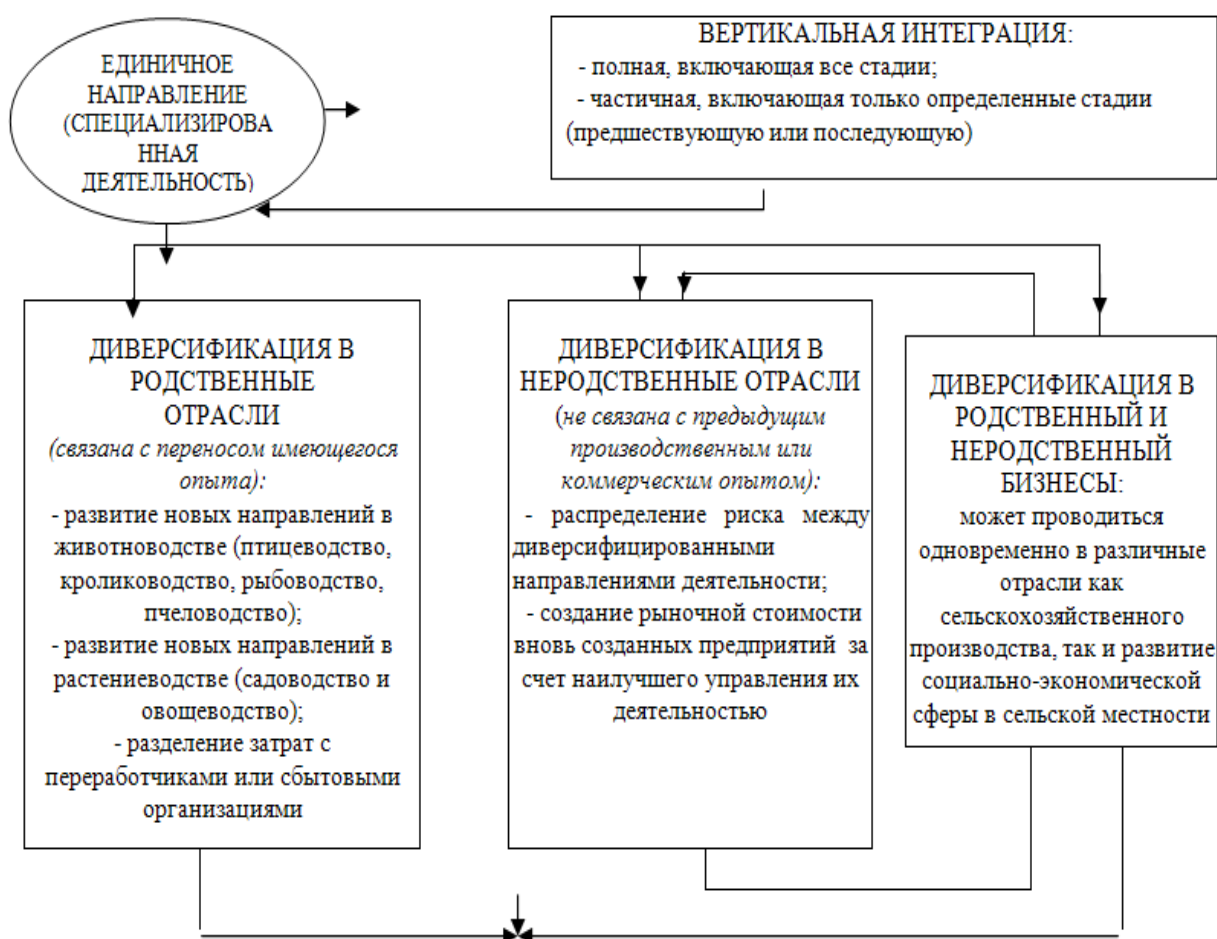 ЕДИНИЧНОЕ
НАПРАВЛЕНИЕ
(СПЕЦИАЛИЗИРОВА
ННАЯ
ДЕЯТЕЛЬНОСТЬ)
ВЕРТИКАЛЬНАЯ ИНТЕГРАЦИЯ:
- полная, включающая все стадии;
- частичная, включающая только определенные стадии
(предшествующую или последующую)
ДИВЕРСИФИКАЦИЯ В
РОДСТВЕННЫЕ
ОТРАСЛИ
(связана с переносом имеющегося
опыта):
- развитие новых направлений в
животноводстве (птицеводство,
кролиководство, рыбоводство,
пчеловодство);
- развитие новых направлений в
растениеводстве (садоводство и
овощеводство);
- разделение затрат с
переработчиками или сбытовыми
организациями
ДИВЕРСИФИКАЦИЯ В
НЕРОДСТВЕННЫЕ ОТРАСЛИ
(не связана с предыдущим
производственным или
коммерческим опытом):
- распределение риска между
диверсифицированными
направлениями деятельности;
- создание рыночной стоимости
вновь созданных предприятий за
счет наилучшего управления их
деятельностью
ДИВЕРСИФИКАЦИЯ В
РОДСТВЕННЫЙ И
НЕРОДСТВЕННЫЙ
БИЗНЕСЫ:
может проводиться
одновременно в различные
отрасли как
сельскохозяйственного
производства, так и развитие
социально-экономической
сферы в сельской местности